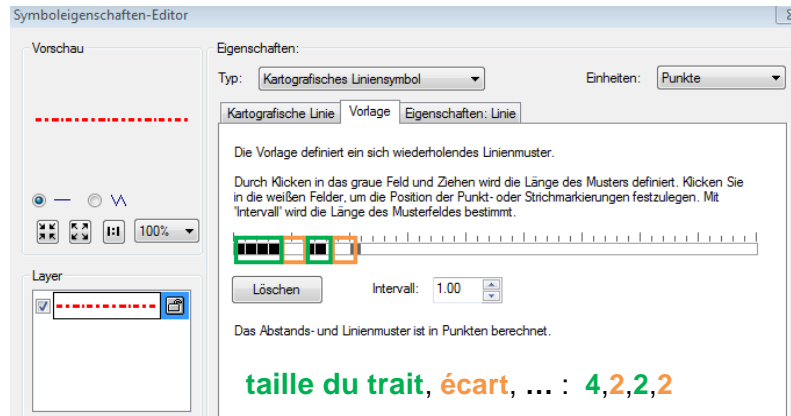 Symboleigenschaften-Editor
Vorschau
Eigenschaften:
Typ: Kartografisches Liniensymbol Einheiten: Punkte
Kartografische Linie Vorlage Eigenschaften: Linie
Die Vorlage definiert ein sich wiederholendes Linienmuster.
Durch Klicken in das graue Feld und Ziehen wird die Länge des Musters definiert. Klicken Sie
in die weißen Felder, um die Position der Punkt- oder Strichmarkierungen festzulegen. Mit
'Intervall' wird die Länge des Musterfeldes bestimmt.
1:1 100%
Layer
Löschen Intervall: 1.00
Das Abstands- und Linienmuster ist in Punkten berechnet.
taille du trait, écart, ... : 4,2,2,2